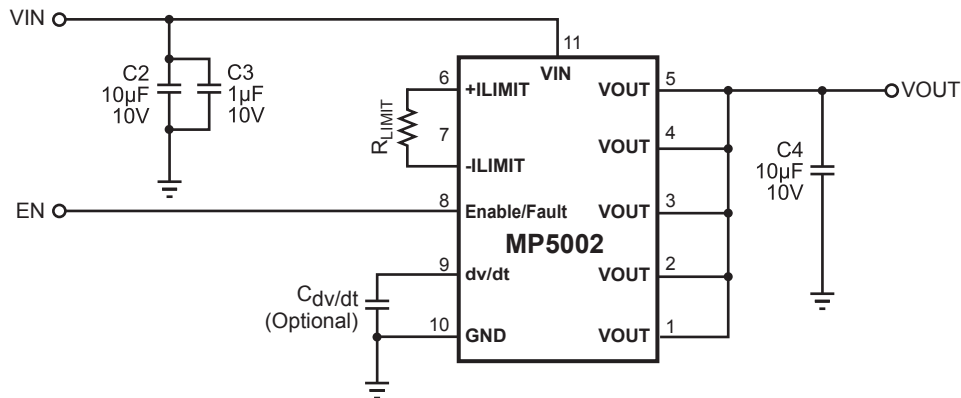 VIN
11
C2
10µF
10V
C3
1µF
10V
VIN
6
+ILIMIT
VOUT
5
VOUT
RLIMIT
7
VOUT
4
-ILIMIT
C4
10µF
10V
EN
8
Enable/Fault
VOUT
3
MP5002
9
dv/dt
VOUT
2
Cdv/dt
(Optional)
10
GND
VOUT
1